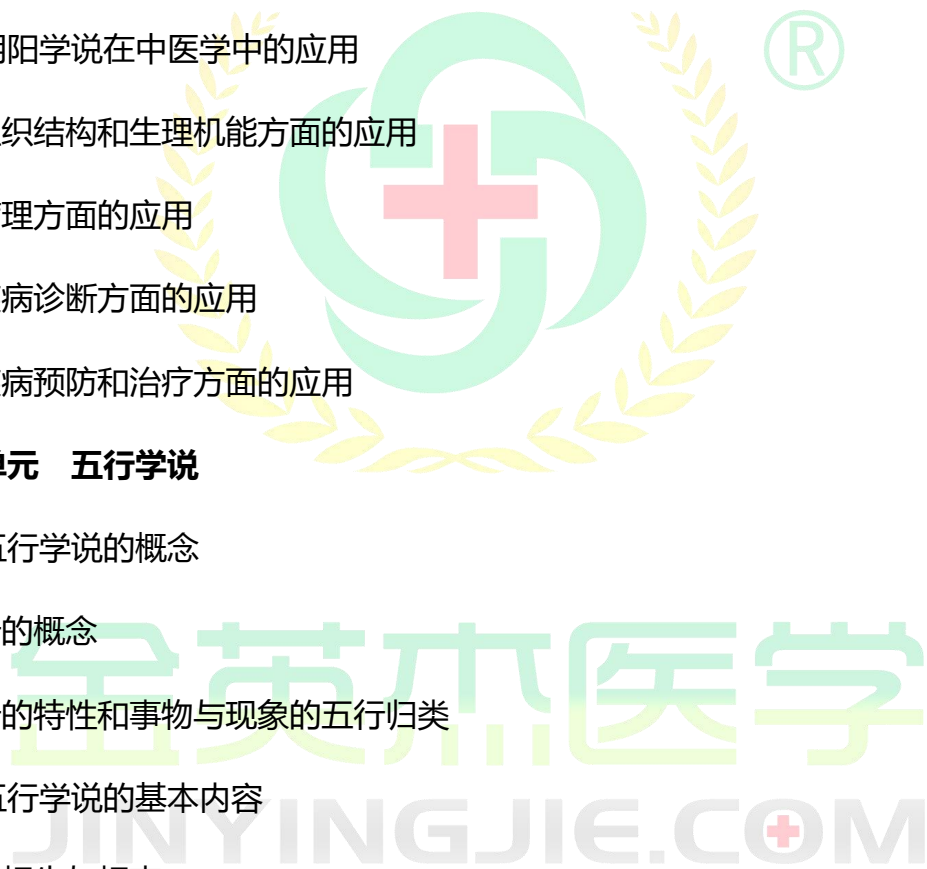 阳学说在中医学中的应用
织结构和生理机能方面的应用
理方面的应用
病诊断方面的应用
病预防和治疗方面的应用
元 五行学说
行学说的概念
的概念
的特性和事物与现象的五行归类
五行学说的基本内容
金英杰医学
JINYINGJIE.COM
®